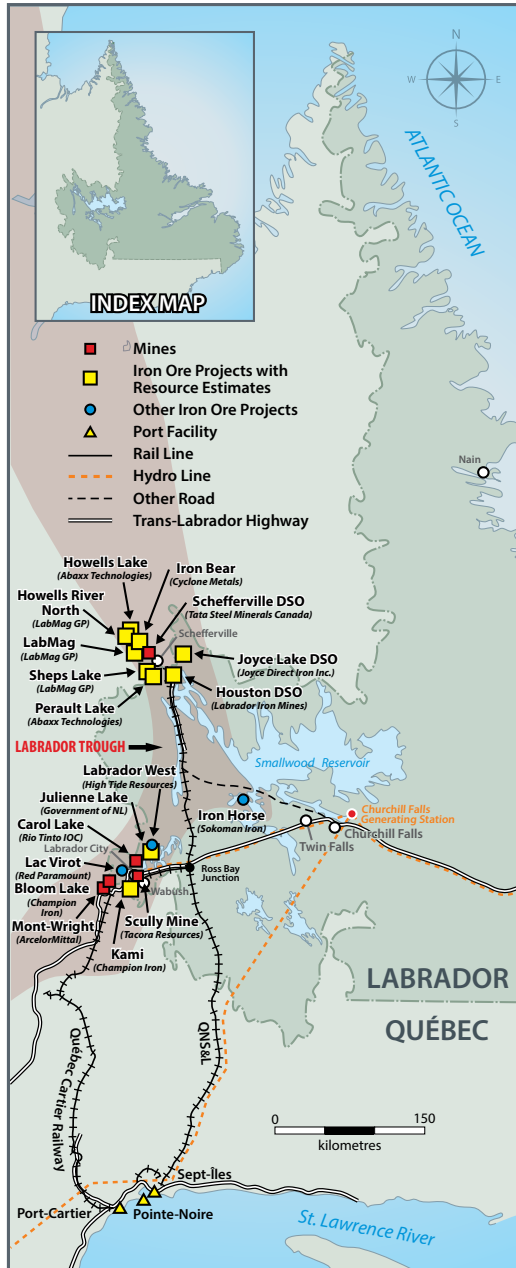 N
W
E
S
ATLANTIC OCEAN
INDEX MAP
Mines
Iron Ore Projects with
Resource Estimates
Other Iron Ore Projects
Port Facility
Rail Line
Hydro Line
Other Road
Trans-Labrador Highway
Nain
Howells Lake
(Abaxx Technologies)
Iron Bear
(Cyclone Metals)
Howells River
North
(LabMag GP)
Schefferville DSO
(Tata Steel Minerals Canada)
Schefferville
LabMag
(LabMag GP)
Joyce Lake DSO
(Joyce Direct Iron Inc.)
Sheps Lake
(LabMag GP)
Houston DSO
(Labrador Iron Mines)
Perault Lake
(Abaxx Technologies)
LABRADOR TROUGH
Smallwood Reservoir
Labrador West
(High Tide Resources)
Julienne Lake
(Government of NL)
Iron Horse
(Sokoman Iron)
Churchill Falls
Generating Station
Churchill Falls
Twin Falls
Carol Lake
(Rio Tinto IOC)
Labrador City
Lac Virot
(Red Paramount)
Ross Bay
Junction
Wabush
Bloom Lake
(Champion
Iron)
Mont-Wright
(ArcelorMittal)
Scully Mine
(Tacora Resources)
Kami
(Champion Iron)
LABRADOR
QUÉBEC
Québec Cartier Railway
QNS&L
0
150
kilometres
Sept-Îles
Port-Cartier
Pointe-Noire
St. Lawrence River